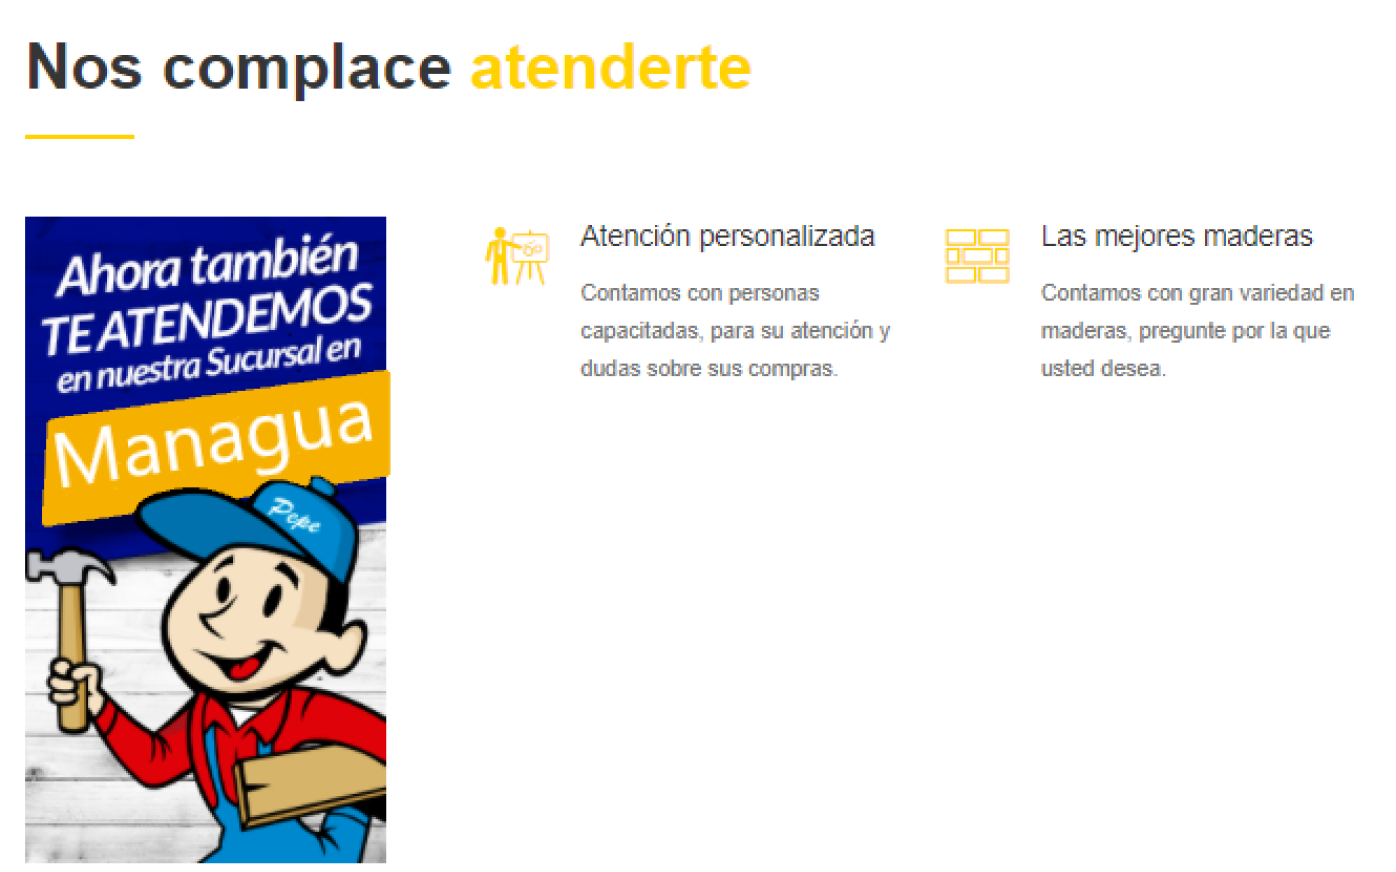 Nos complace atenderte
Ahora también
TE ATENDEMOS
en nuestra Sucursal en
Managua
Pepe
Atención personalizada
Contamos con personas
capacitadas, para su atención y
dudas sobre sus compras.
Las mejores maderas
Contamos con gran variedad en
maderas, pregunte por la que
usted desea.